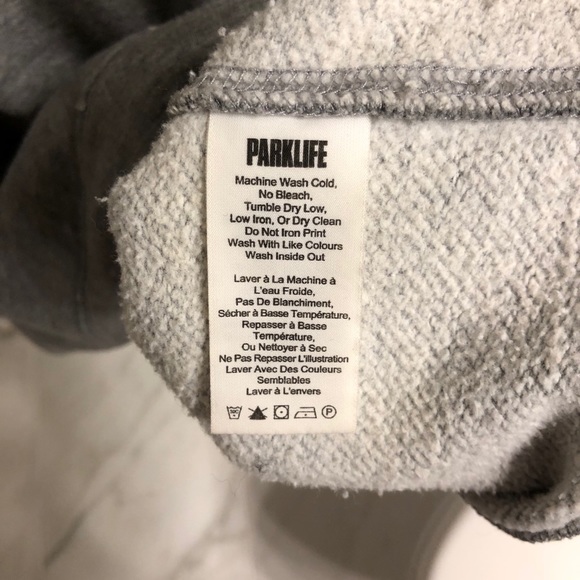 PARKLIFE
Machine Wash Cold,
No Bleach,
Tumble Dry Low,
Low Iron, Or Dry Clean
Do Not Iron Print
Wash With Like Colours
Wash Inside Out
Laver à La Machine à
L'eau Froide,
Pas De Blanchiment,
Sécher à Basse Température,
Repasser à Basse
Température,
Ou Nettoyer à Sec
Ne Pas Repasser L'illustration
Laver Avec Des Couleurs
Semblables
Laver à L'envers